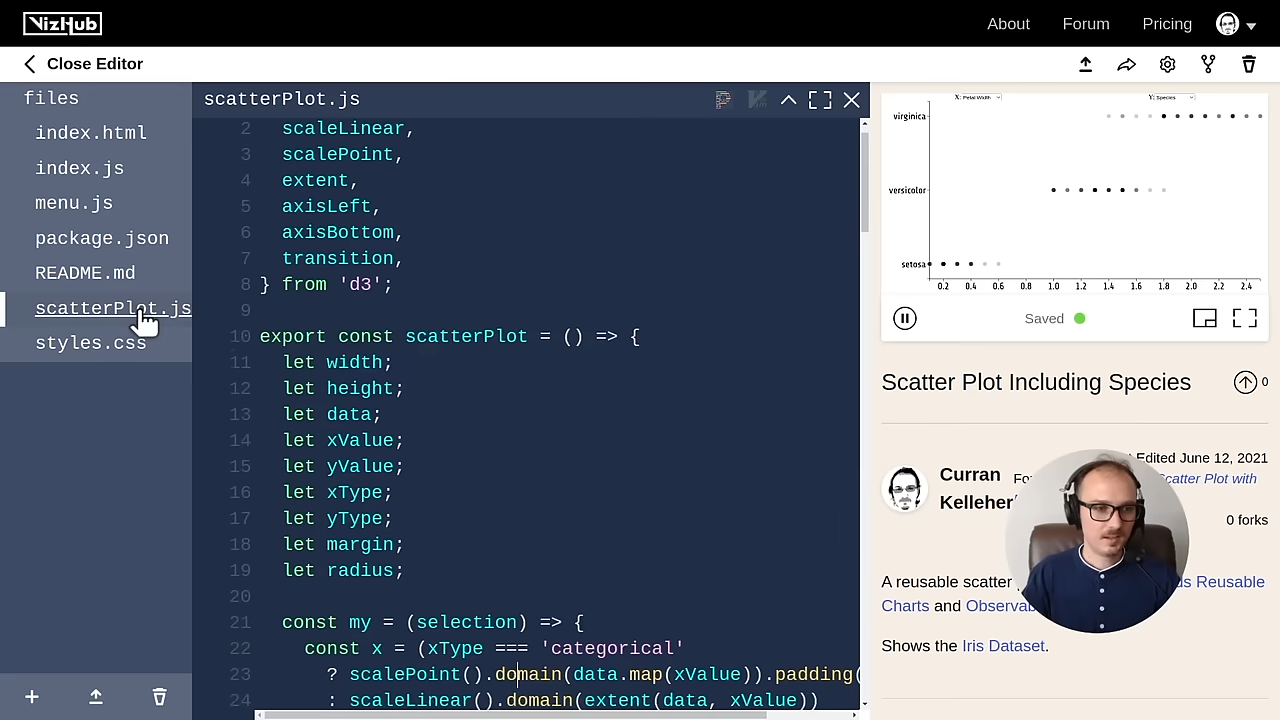 VizHub
About
Forum
Pricing
Close Editor
files
index.html
index.js
menu.js
package.json
README.md
scatterPlot.js
styles.css
scatterPlot.js
2 scaleLinear,
3 scalePoint,
4 extent,
5 axisLeft,
6 axisBottom,
7 transition,
8 } from 'd3';
9
10 export const scatterPlot = () => {
11 let width;
12 let height;
13 let data;
14 let xValue;
15 let yValue;
16 let xType;
17 let yType;
18 let margin;
19 let radius;
20
21 const my = (selection) => {
22 const x = (xType === 'categorical'
23 ? scalePoint().domain(data.map(xValue)).padding(
24 : scaleLinear().domain(extent(data, xValue))
X: Petal Width
Y: Species
virginica
versicolor
setosa
0.2 0.4 0.6 0.8 1.0 1.2 1.4 1.6 1.8 2.0 2.2 2.4
Saved
Scatter Plot Including Species
0
Edited June 12, 2021
Curran
Kelleher
Scatter Plot with
0 forks
A reusable scatter
Reusable
Charts and
Shows the Iris Dataset.